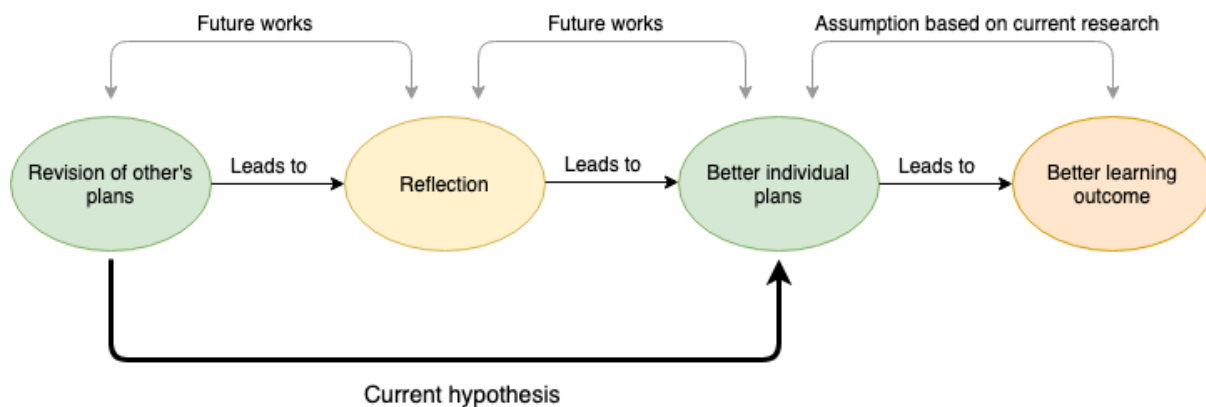 Future works
Future works
Assumption based on current research
Revision of other's
plans
Leads to
Reflection
Leads to
Better individual
plans
Leads to
Better learning
outcome
Current hypothesis